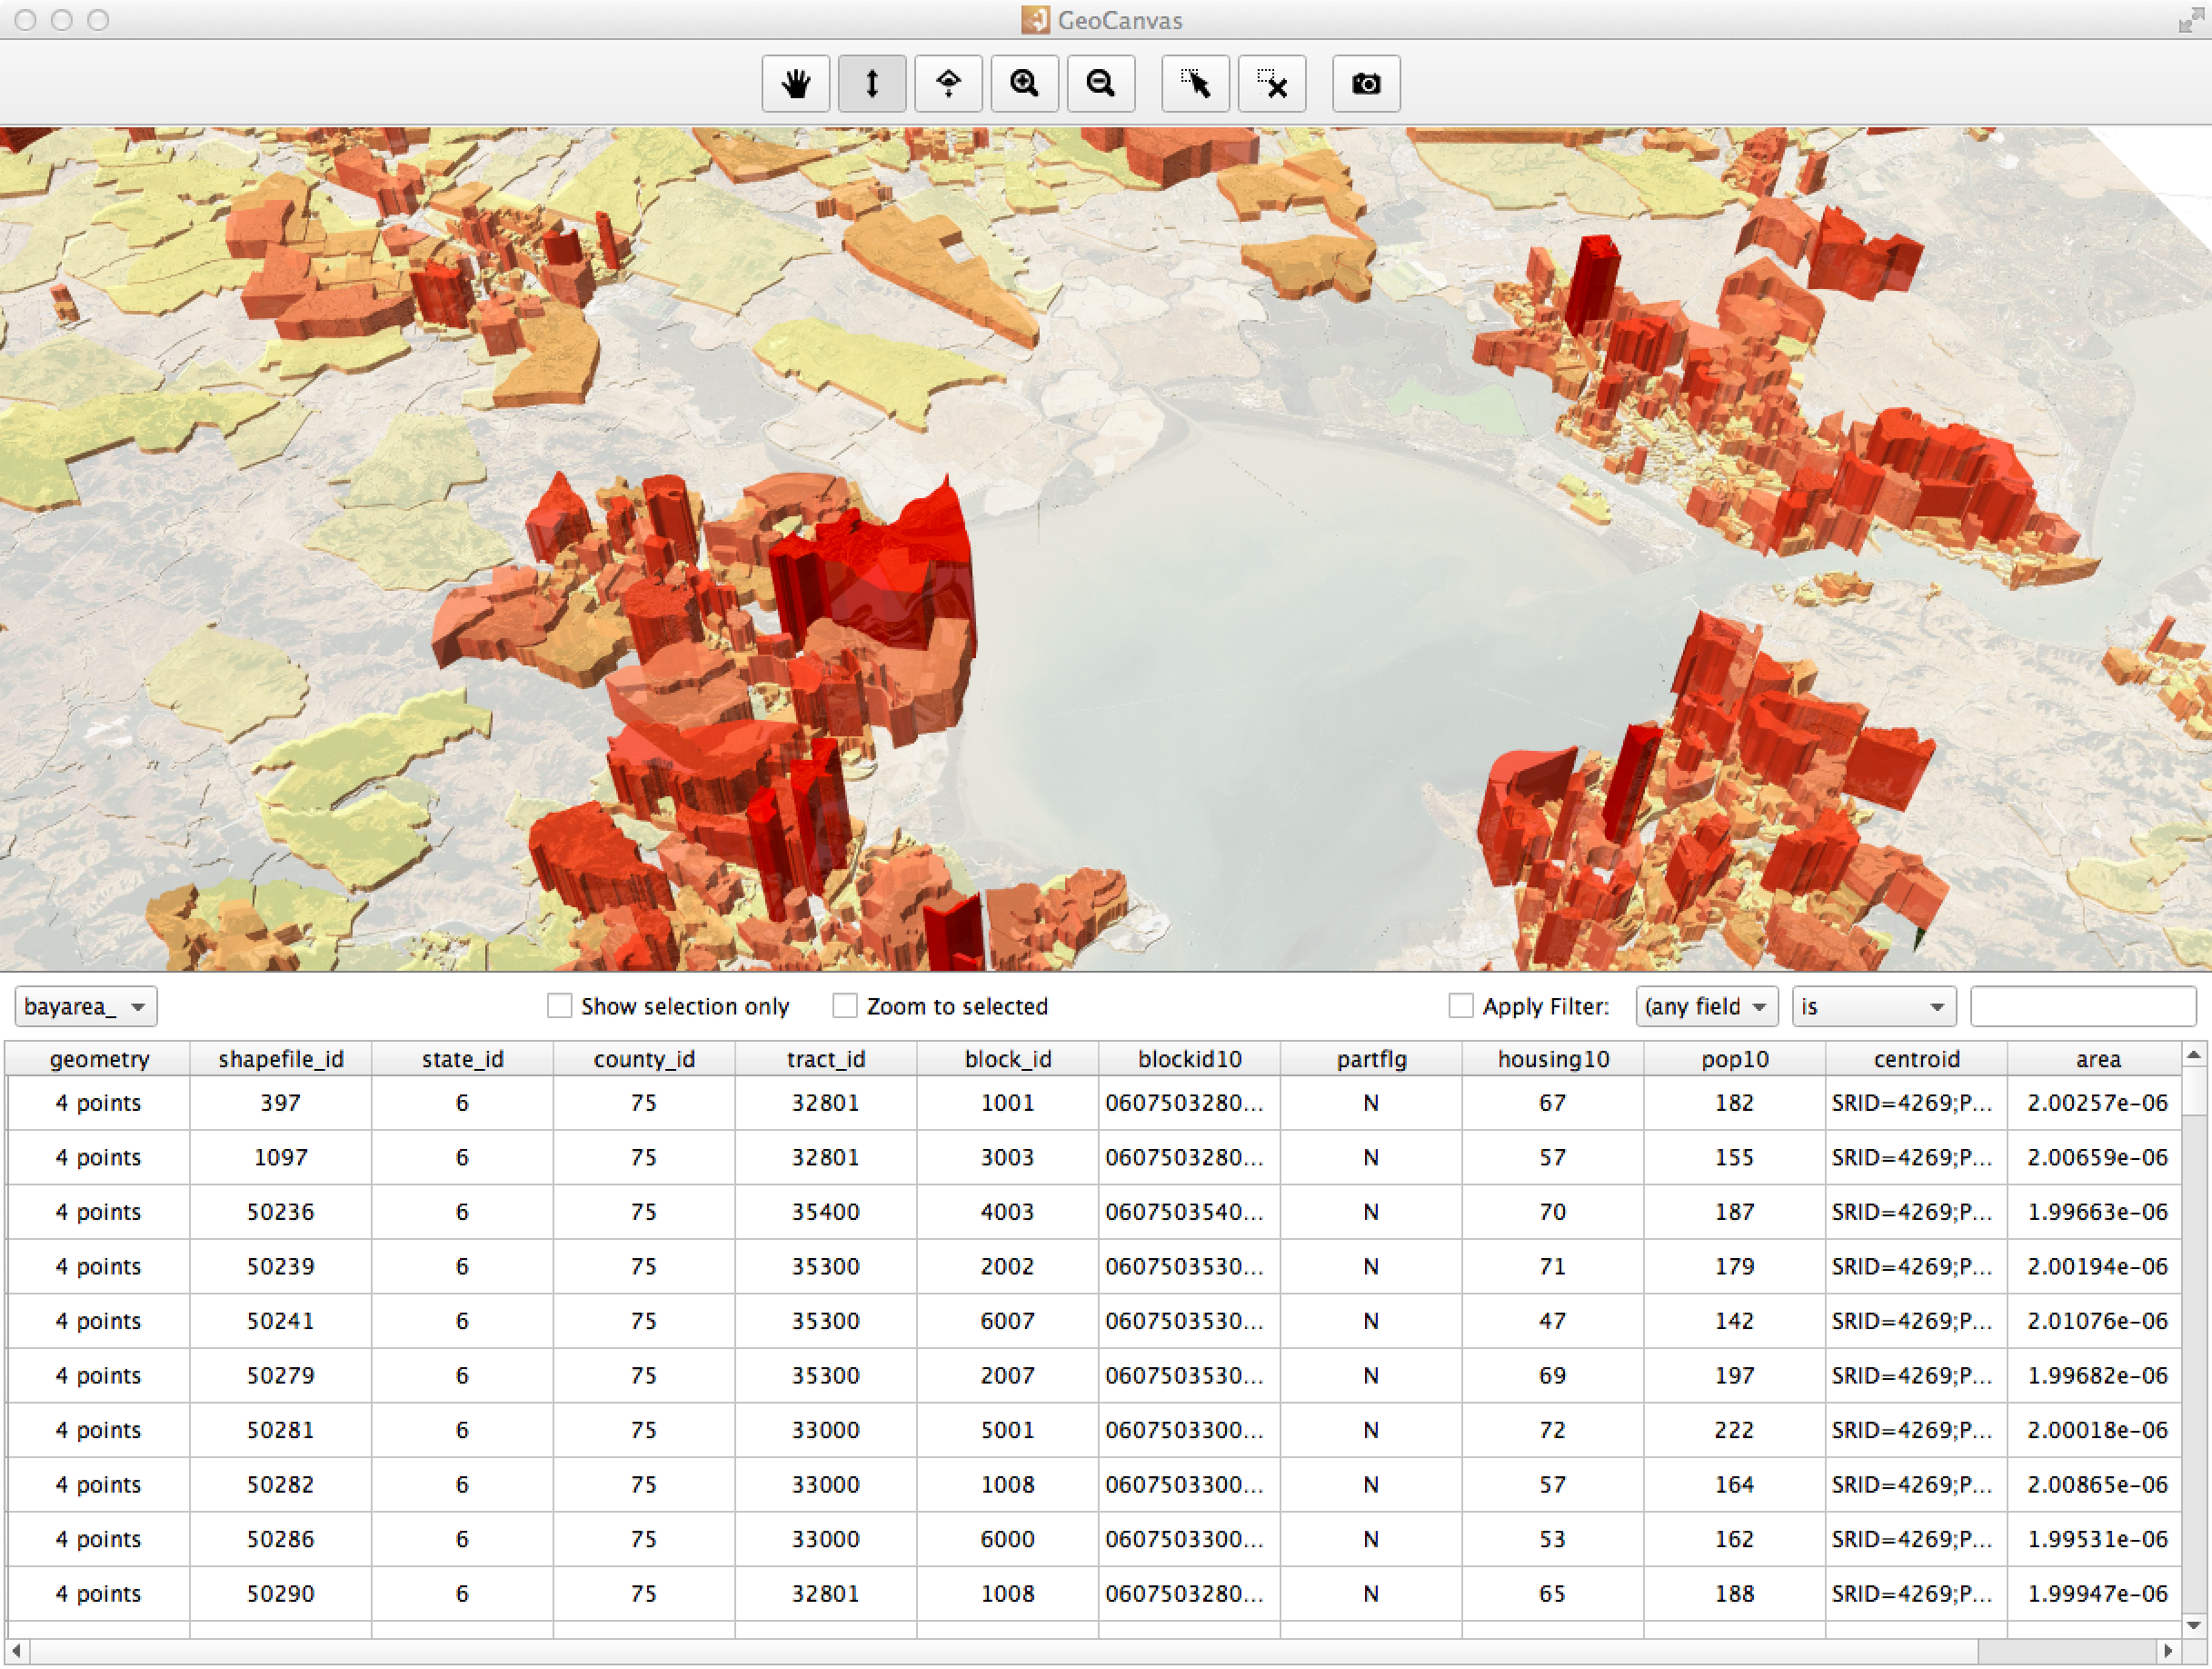 GeoCanvas
bayarea_ Show selection only Zoom to selected Apply Filter: (any field is
geometry shapefile_id state_id county_id tract_id block_id blockid10 partflg housing10 pop10 centroid area
4 points 397 6 75 32801 1001 0607503280... N 67 182 SRID=4269;P... 2.00257e-06
4 points 1097 6 75 32801 3003 0607503280... N 57 155 SRID=4269;P... 2.00659e-06
4 points 50236 6 75 35400 4003 0607503540... N 70 187 SRID=4269;P... 1.99663e-06
4 points 50239 6 75 35300 2002 0607503530... N 71 179 SRID=4269;P... 2.00194e-06
4 points 50241 6 75 35300 6007 0607503530... N 47 142 SRID=4269;P... 2.01076e-06
4 points 50279 6 75 35300 2007 0607503530... N 69 197 SRID=4269;P... 1.99682e-06
4 points 50281 6 75 33000 5001 0607503300... N 72 222 SRID=4269;P... 2.00018e-06
4 points 50282 6 75 33000 1008 0607503300... N 57 164 SRID=4269;P... 2.00865e-06
4 points 50286 6 75 33000 6000 0607503300... N 53 162 SRID=4269;P... 1.99531e-06
4 points 50290 6 75 32801 1008 0607503280... N 65 188 SRID=4269;P... 1.99947e-06